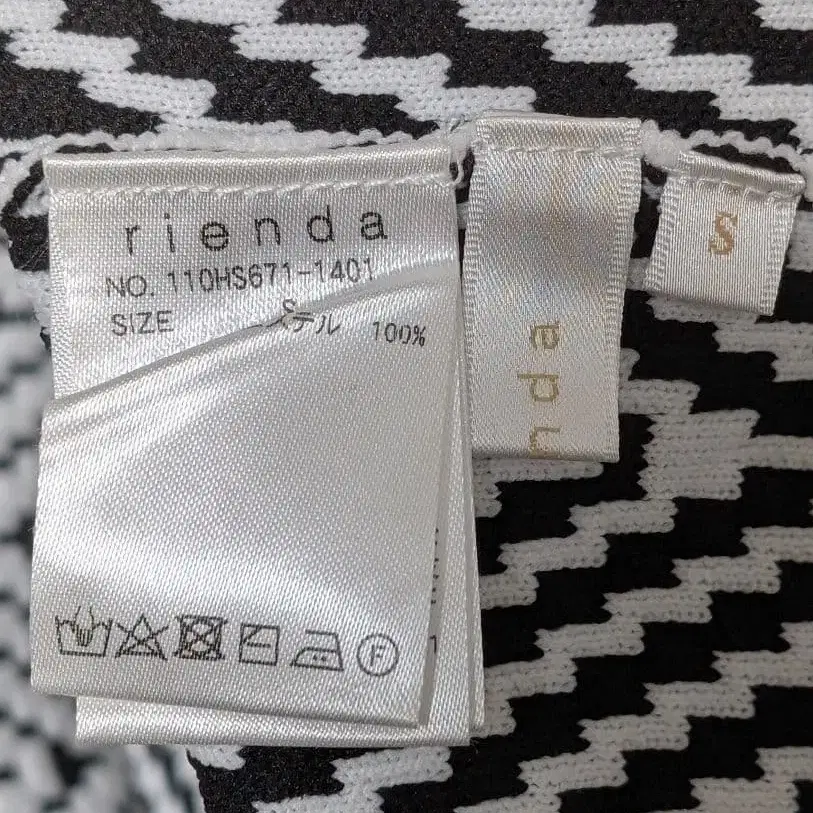 rienda
NO. 110HS671-1401
SIZE S
ステル 100%
nda
S
F